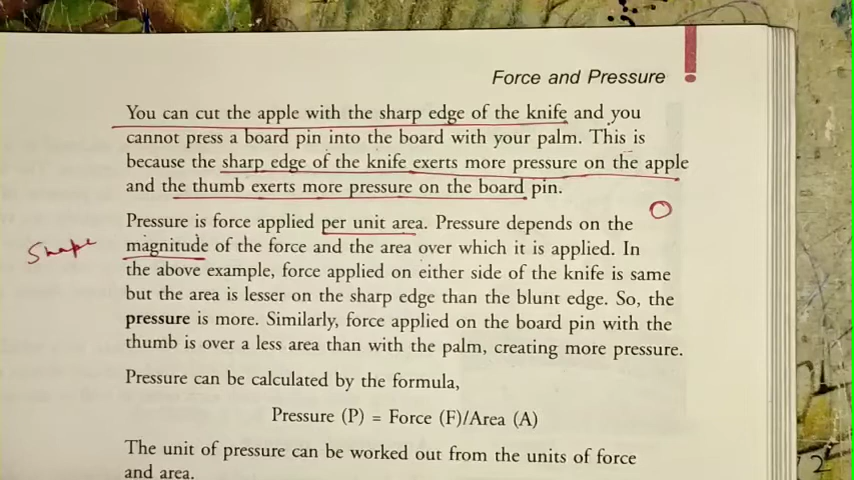 Force and Pressure
You can cut the apple with the sharp edge of the knife and you
cannot press a board pin into the board with your palm. This is
because the sharp edge of the knife exerts more pressure on the apple
and the thumb exerts more pressure on the board pin.
Pressure is force applied per unit area. Pressure depends on the
Shape
magnitude of the force and the area over which it is applied. In
the above example, force applied on either side of the knife is same
but the area is lesser on the sharp edge than the blunt edge. So, the
pressure is more. Similarly, force applied on the board pin with the
thumb is over a less area than with the palm, creating more pressure.
Pressure can be calculated by the formula,
Pressure (P) = Force (F)/Area (A)
The unit of pressure can be worked out from the units of force
and area.
2